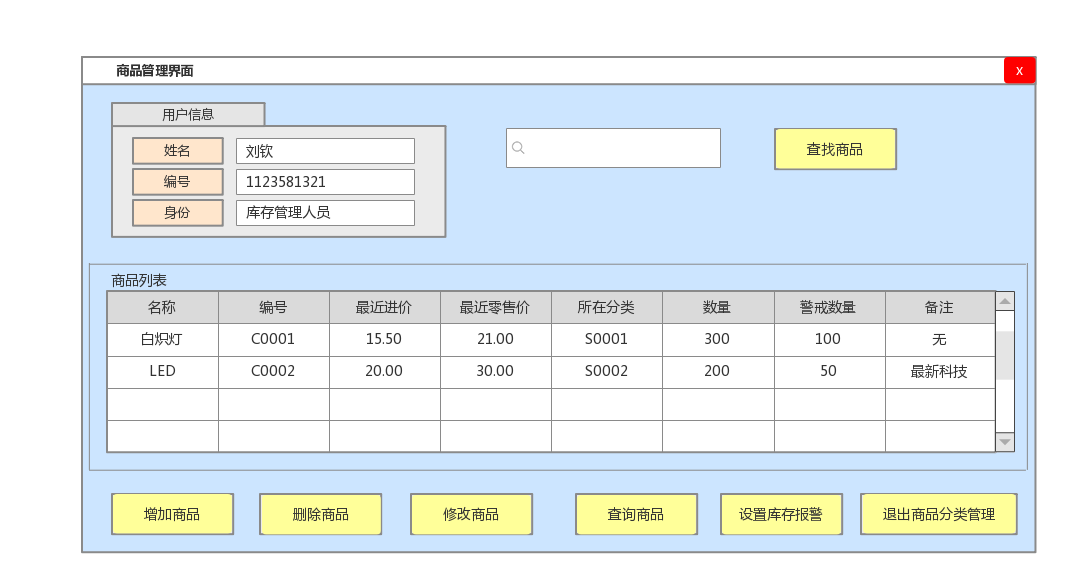 商品管理界面 x
用户信息
姓名 刘钦
编号 1123581321
身份 库存管理人员
查找商品
商品列表
名称 编号 最近进价 最近零售价 所在分类 数量 警戒数量 备注
白炽灯 C0001 15.50 21.00 S0001 300 100 无
LED C0002 20.00 30.00 S0002 200 50 最新科技
增加商品 删除商品 修改商品 查询商品 设置库存报警 退出商品分类管理